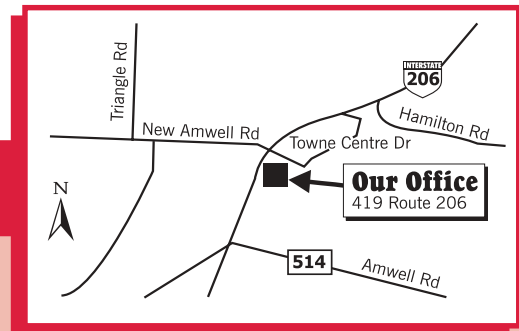 INTERSTATE
206
Triangle Rd
Hamilton Rd
New Amwell Rd
Towne Centre Dr
Our Office
419 Route 206
N
514
Amwell Rd